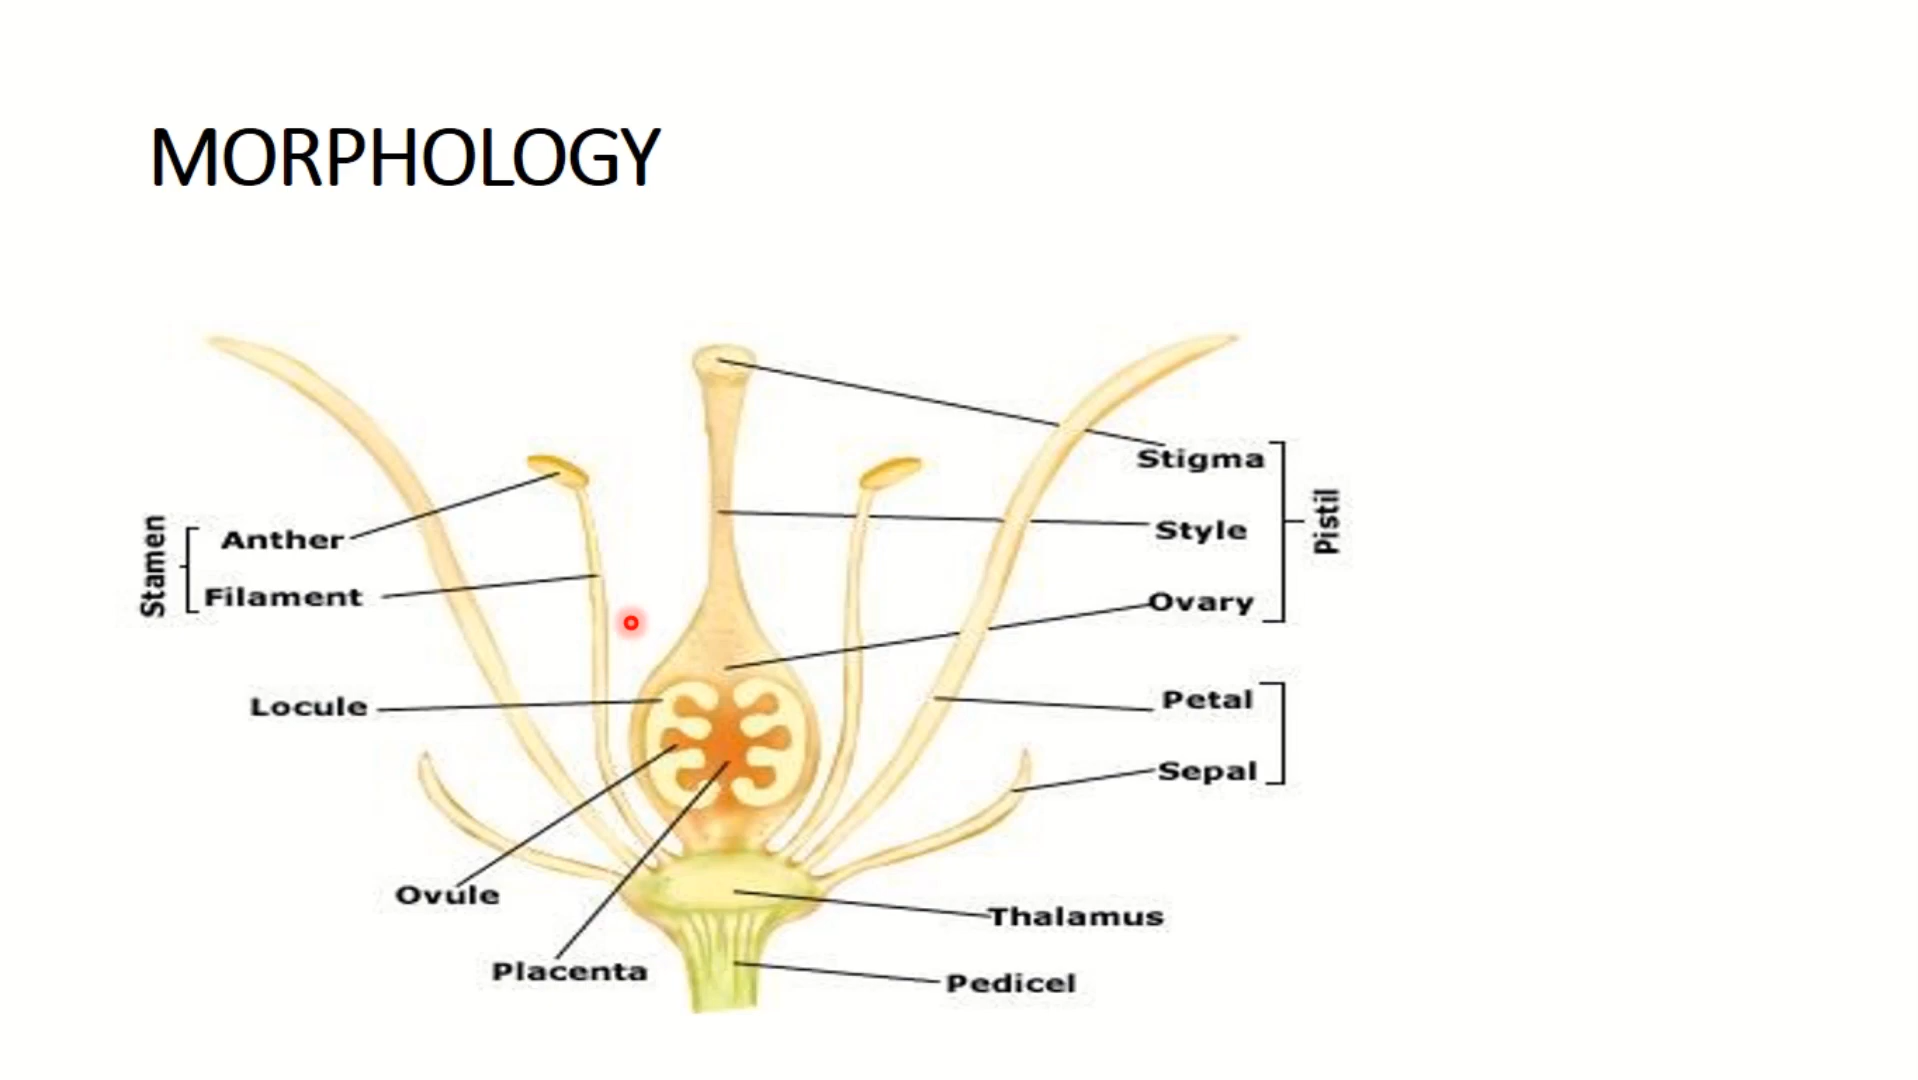 MORPHOLOGY
Stigma
Style
Ovary
Pistil
Stamen
Anther
Filament
Locule
Petal
Sepal
Ovule
Placenta
Thalamus
Pedicel